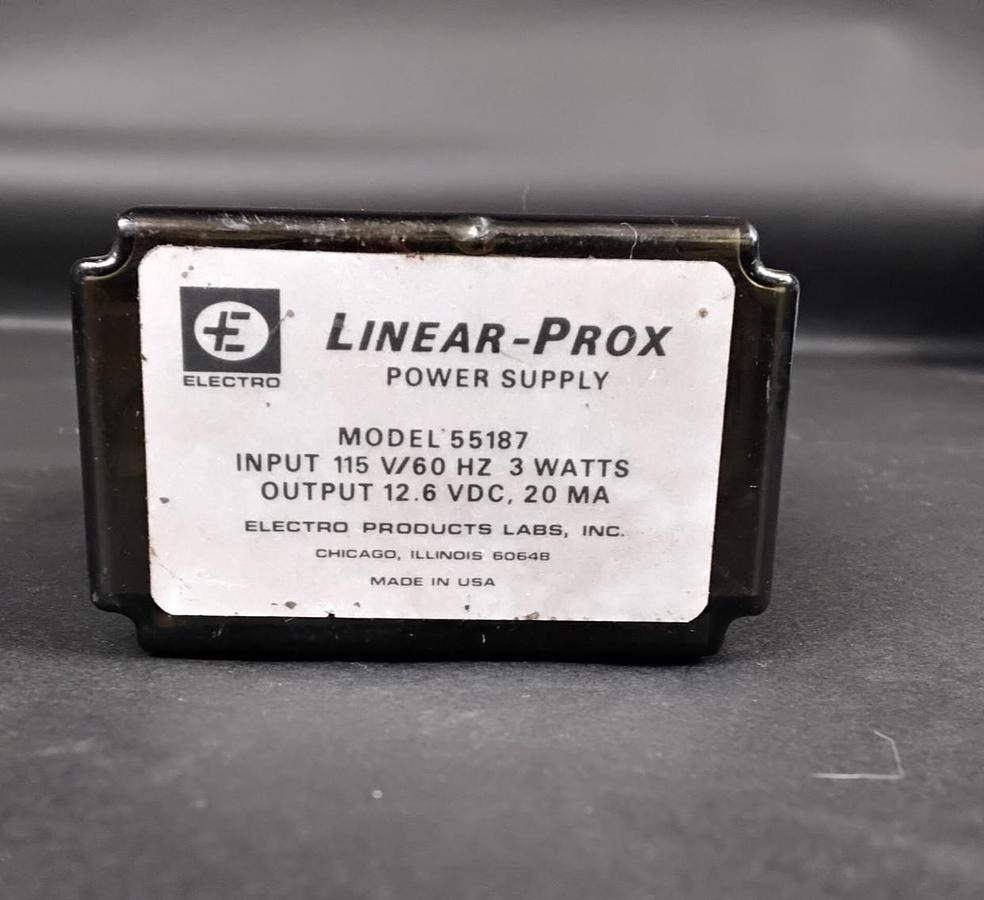 E
ELECTRO
LINEAR-PROX
POWER SUPPLY
MODEL 55187
INPUT 115 V/60 HZ 3 WATTS
OUTPUT 12.6 VDC, 20 MA
ELECTRO PRODUCTS LABS, INC.
CHICAGO, ILLINOIS 60648
MADE IN USA